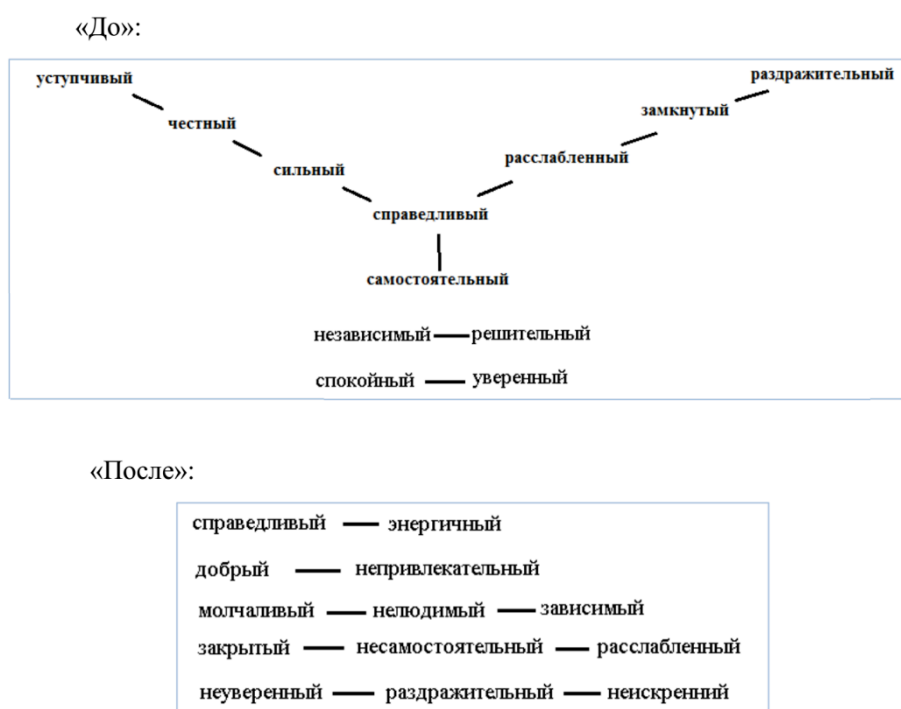 «До»:
уступчивый
раздражительный
замкнутый
честный
расслабленный
сильный
справедливый
самостоятельный
независимый решительный
спокойный уверенный
«После»:
справедливый энергичный
добрый непривлекательный
молчаливый нелюдимый зависимый
закрытый несамостоятельный расслабленный
неуверенный раздражительный неискренний